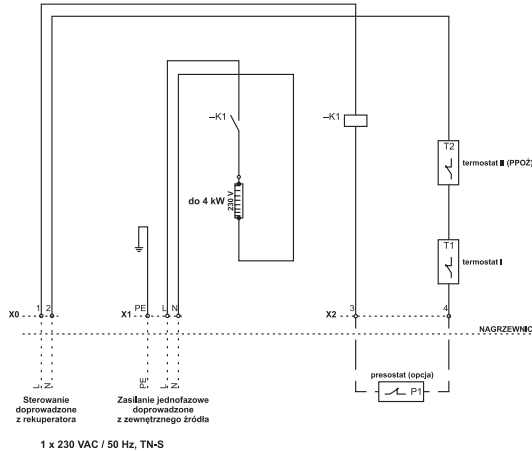 –K1
–K1
T2
termostat II (PPOŻ)
do 4 kW
230 V
T1
termostat I
X0
1
2
X1
PE
L
N
X2
3
4
NAGRZEWNIC
L
N
PE
L
N
presostat (opcja)
P1
Sterowanie
doprowadzone
z rekuperatora
Zasilanie jednofazowe
doprowadzone
z zewnętrznego źródła
1 x 230 VAC / 50 Hz, TN-S